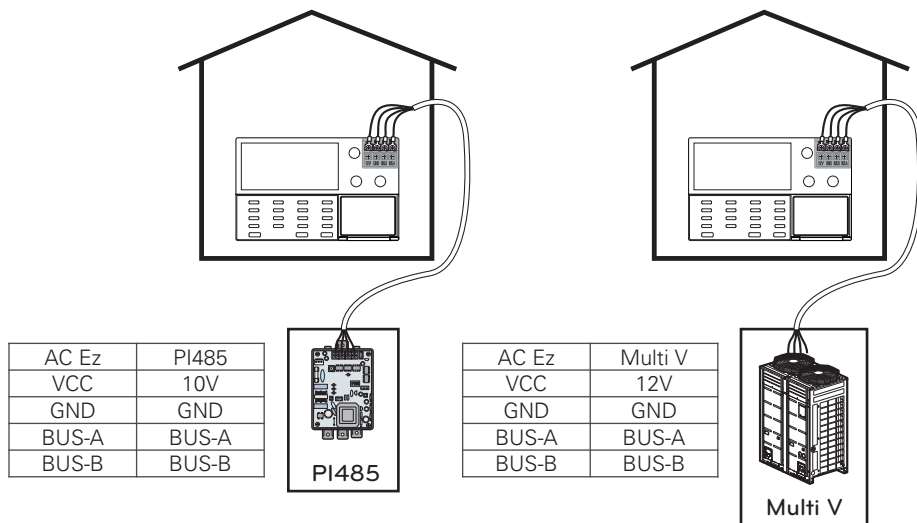 AC Ez PI485
VCC 10V
GND GND
BUS-A BUS-A
BUS-B BUS-B
PI485
AC Ez Multi V
VCC 12V
GND GND
BUS-A BUS-A
BUS-B BUS-B
Multi V